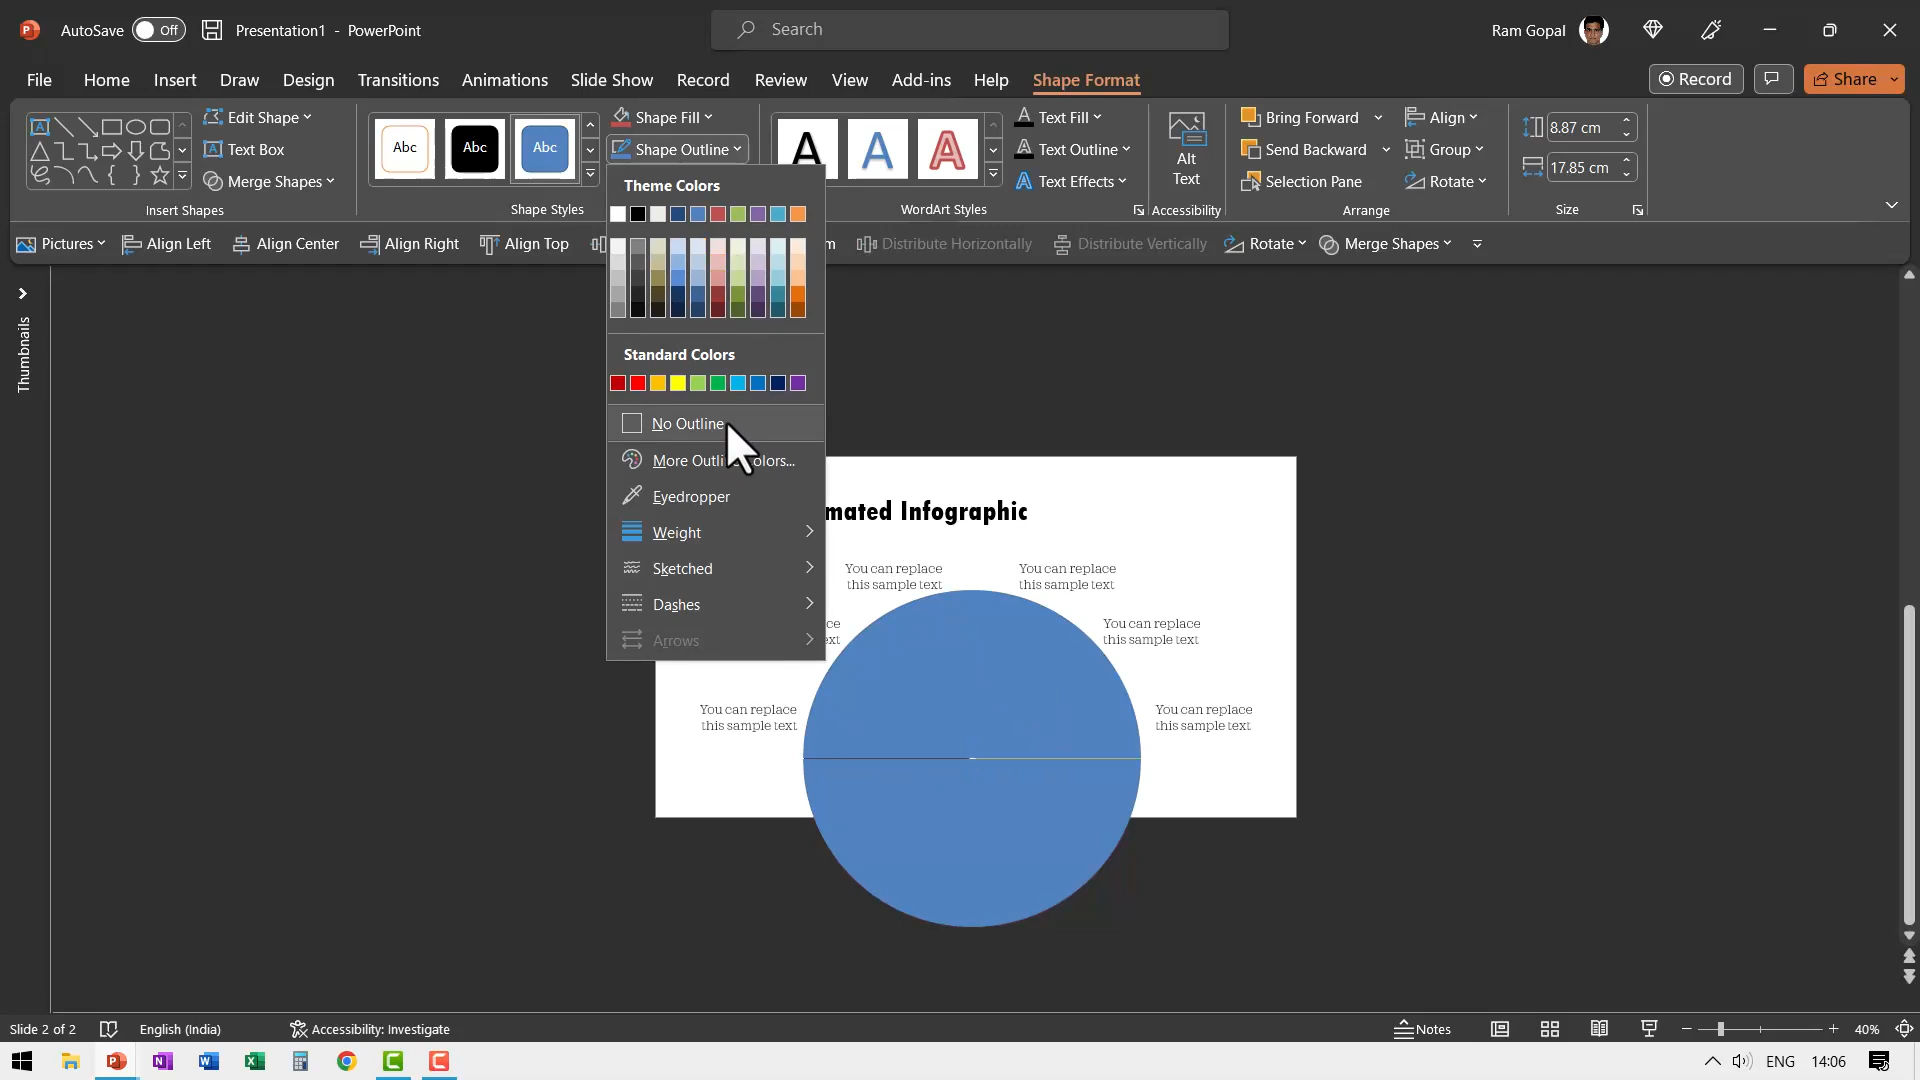 AutoSave Off Presentation1 - PowerPoint Search Ram Gopal
File Home Insert Draw Design Transitions Animations Slide Show Record Review View Add-ins Help Shape Format Record Share
Edit Shape
Text Box
Merge Shapes
Insert Shapes
Abc Abc Abc
Shape Styles
Shape Fill
Shape Outline
A A A
WordArt Styles
Text Fill
Text Outline
Text Effects
Alt
Text
Accessibility
Bring Forward
Send Backward
Selection Pane
Align
Group
Rotate
Arrange
8.87 cm
17.85 cm
Size
Pictures Align Left Align Center Align Right Align Top m Distribute Horizontally Distribute Vertically Rotate Merge Shapes
Thumbnails
Theme Colors
Standard Colors
No Outline
More Outli olors...
Eyedropper
Weight
Sketched
Dashes
Arrows
mated Infographic
You can replace
this sample text
You can replace
this sample text
ce
ext
You can replace
this sample text
You can replace
this sample text
You can replace
this sample text
Slide 2 of 2 English (India) Accessibility: Investigate Notes 40%
ENG 14:06